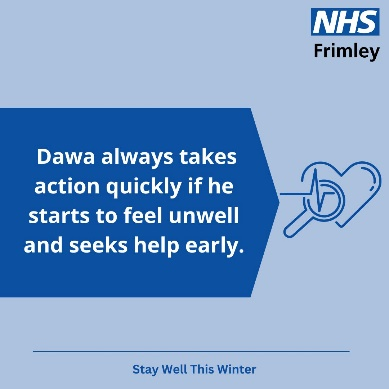 NHS
Frimley
Dawa always takes
action quickly if he
starts to feel unwell
and seeks help early.
Stay Well This Winter